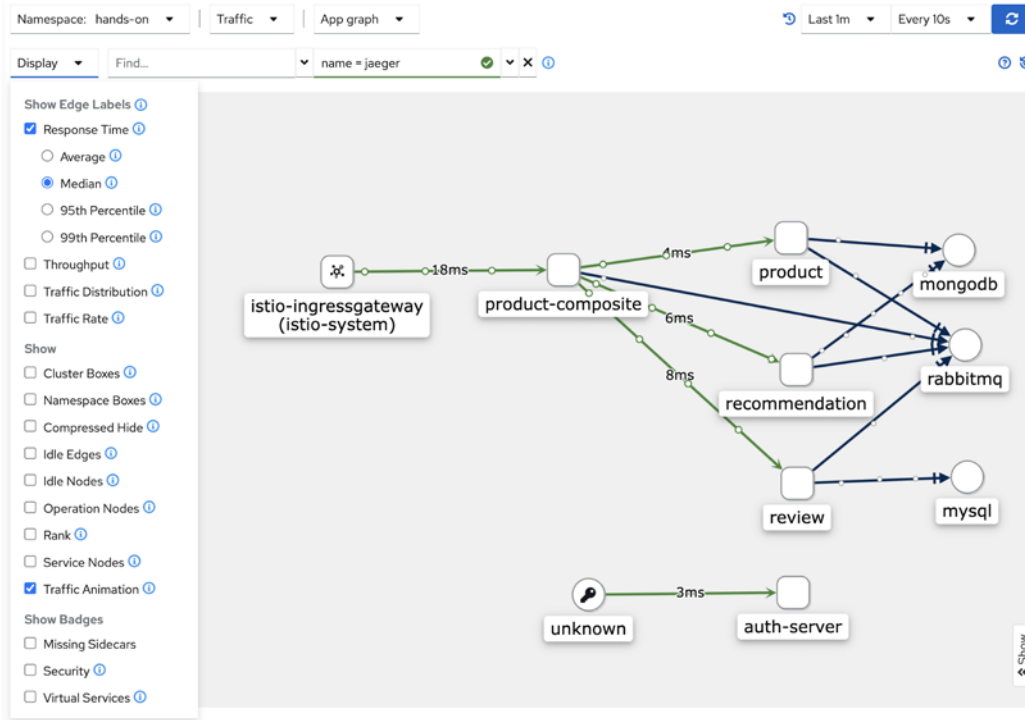 Namespace: hands-on
Traffic
App graph
Last 1m
Every 10s
Display
Find...
name = jaeger
Show Edge Labels
Response Time
Average
Median
95th Percentile
99th Percentile
Throughput
Traffic Distribution
Traffic Rate
Show
Cluster Boxes
Namespace Boxes
Compressed Hide
Idle Edges
Idle Nodes
Operation Nodes
Rank
Service Nodes
Traffic Animation
Show Badges
Missing Sidecars
Security
Virtual Services
istio-ingressgateway
(istio-system)
18ms
product-composite
4ms
6ms
8ms
product
recommendation
review
mongodb
rabbitmq
mysql
unknown
3ms
auth-server
Show